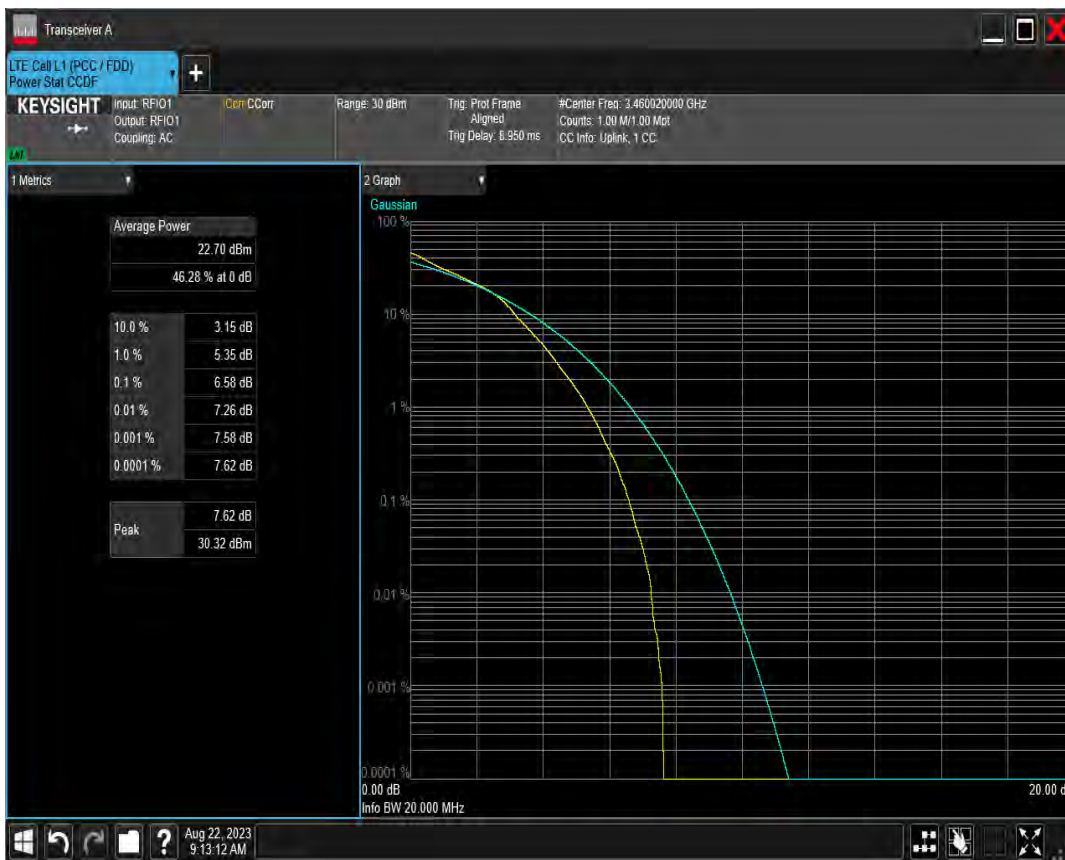 Transceiver A
LTE Cell L1 (PCC / FDD)
Power Stat CCDF
KEYSIGHT
Input: RFIO1
Output: RFIO1
Coupling: AC
Corr CCorr
Range: 30 dBm
Trig: Prot Frame
Aligned
Trig Delay: 8.950 ms
#Center Freq: 3.460020000 GHz
Counts: 1.00 M/1.00 Mpt
CC Info: Uplink, 1 CC
1 Metrics
Average Power
22.70 dBm
46.28 % at 0 dB
10.0 % 3.15 dB
1.0 % 5.35 dB
0.1 % 6.58 dB
0.01 % 7.26 dB
0.001 % 7.58 dB
0.0001 % 7.62 dB
Peak
7.62 dB
30.32 dBm
2 Graph
Gaussian
100 %
10 %
1 %
0.1 %
0.01 %
0.001 %
0.0001 %
0.00 dB
20.00 d
Info BW 20.000 MHz
?
Aug 22, 2023
9:13:12 AM